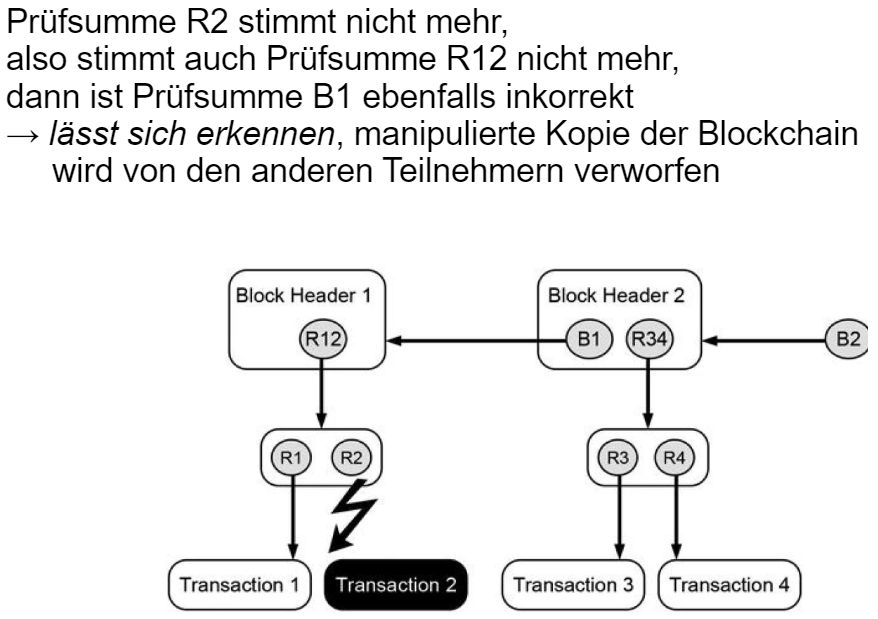 Prüfsumme R2 stimmt nicht mehr,
also stimmt auch Prüfsumme R12 nicht mehr,
dann ist Prüfsumme B1 ebenfalls inkorrekt
→ lässt sich erkennen, manipulierte Kopie der Blockchain
wird von den anderen Teilnehmern verworfen
Block Header 1
Block Header 2
R12
B1
R34
B2
R1
R2
R3
R4
Transaction 1
Transaction 2
Transaction 3
Transaction 4